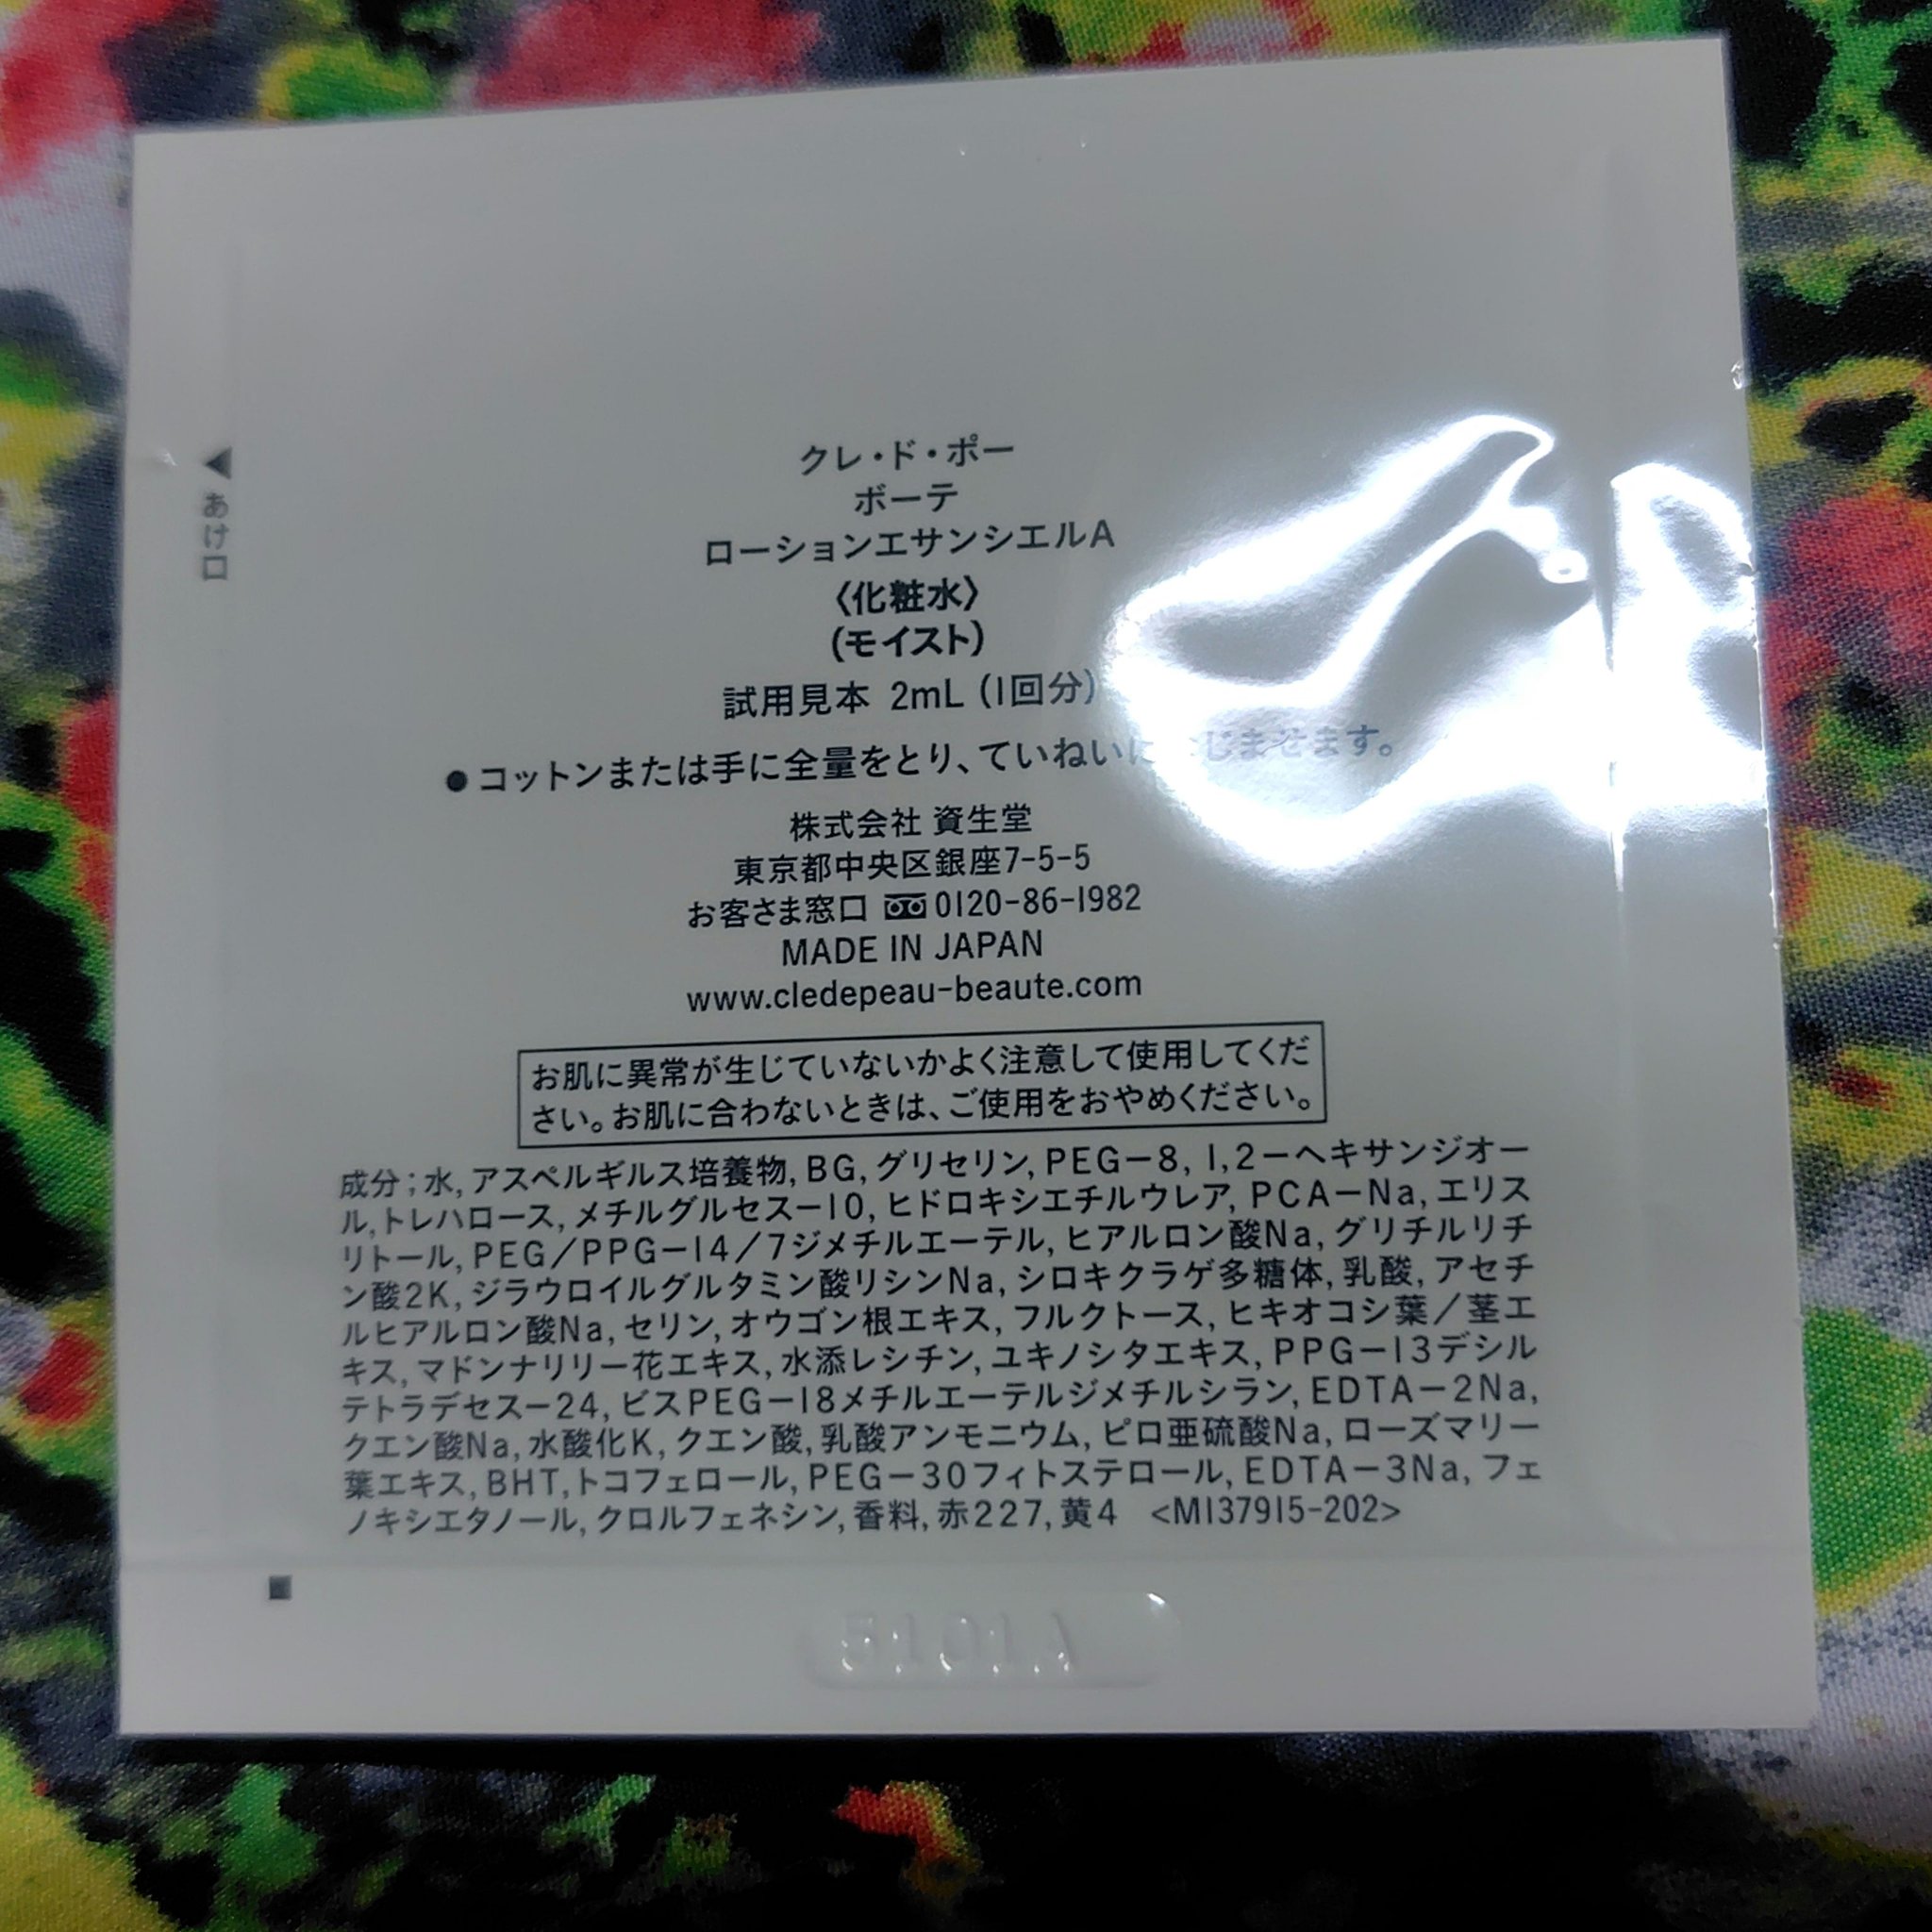 あけ口
クレ・ド・ポー
ボーテ
ローションエサンシエルA
〈化粧水〉
(モイスト)
試用見本 2mL (1回分)
●コットンまたは手に全量をとり、ていねいになじませます。
株式会社 資生堂
東京都中央区銀座7-5-5
お客さま窓口 0120-86-1982
MADE IN JAPAN
www.cledepeau-beaute.com
お肌に異常が生じていないかよく注意して使用してくだ
さい。お肌に合わないときは、ご使用をおやめください。
成分；水, アスペルギルス培養物, BG, グリセリン, PEG－8, 1,2－ヘキサンジオー
ル, トレハロース, メチルグルセス－10, ヒドロキシエチルウレア, PCA－Na, エリス
リトール, PEG／PPG－14／7ジメチルエーテル, ヒアルロン酸Na, グリチルリチ
ン酸2K, ジラウロイルグルタミン酸リシンNa, シロキクラゲ多糖体, 乳酸, アセチ
ルヒアルロン酸Na, セリン, オウゴン根エキス, フルクトース, ヒキオコシ葉／茎エ
キス, マドンナリリー花エキス, 水添レシチン, ユキノシタエキス, PPG－13デシル
テトラデセス－24, ビスPEG－18メチルエーテルジメチルシラン, EDTA－2Na,
クエン酸Na, 水酸化K, クエン酸, 乳酸アンモニウム, ピロ亜硫酸Na, ローズマリー
葉エキス, BHT, トコフェロール, PEG－30フィトステロール, EDTA－3Na, フェ
ノキシエタノール, クロルフェネシン, 香料, 赤227, 黄4 <M137915-202>
5101A